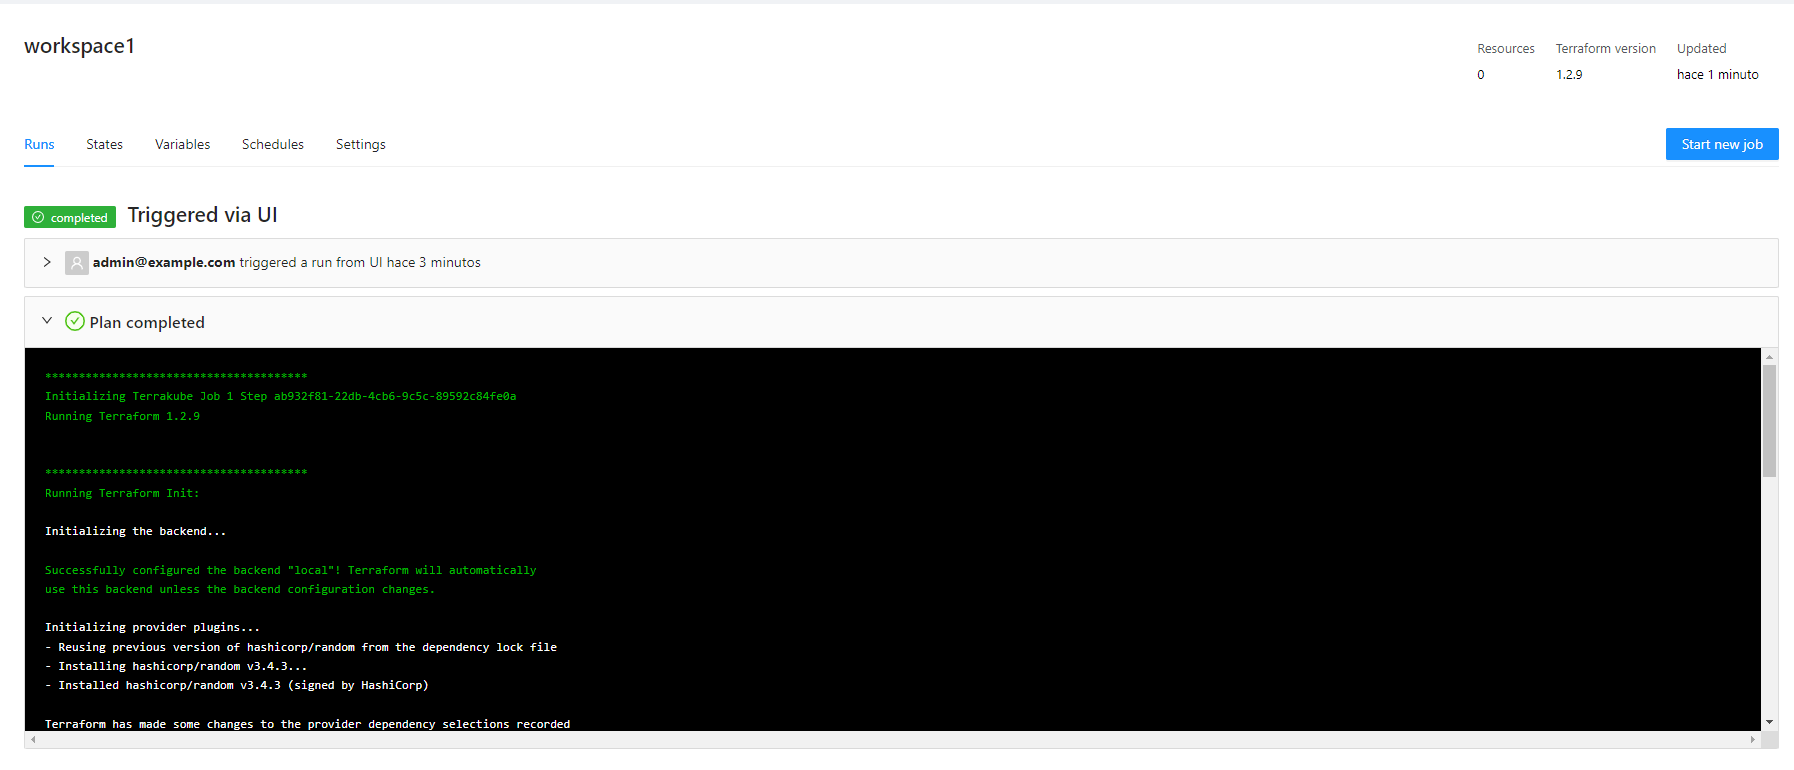 workspace1
Resources Terraform version Updated
0 1.2.9 hace 1 minuto
Runs States Variables Schedules Settings Start new job
completed Triggered via UI
admin@example.com triggered a run from UI hace 3 minutos
Plan completed
***************************************
Initializing Terrakube Job 1 Step ab932f81-22db-4cb6-9c5c-89592c84fe0a
Running Terraform 1.2.9
***************************************
Running Terraform Init:
Initializing the backend...
Successfully configured the backend "local"! Terraform will automatically
use this backend unless the backend configuration changes.
Initializing provider plugins...
- Reusing previous version of hashicorp/random from the dependency lock file
- Installing hashicorp/random v3.4.3...
- Installed hashicorp/random v3.4.3 (signed by HashiCorp)
Terraform has made some changes to the provider dependency selections recorded